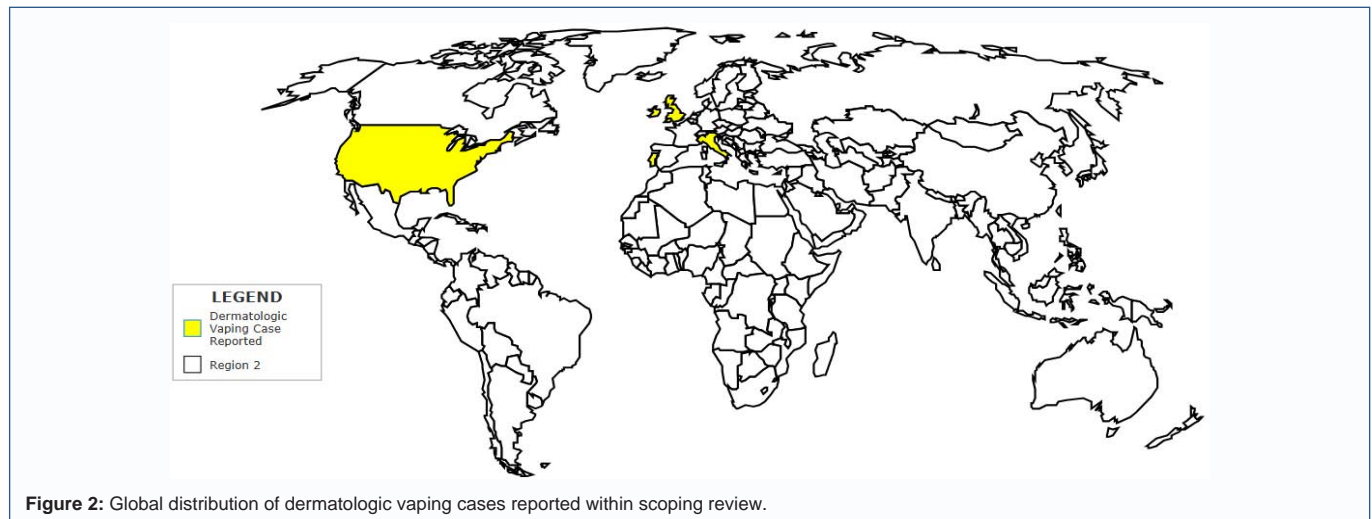 LEGEND
Dermatologic
Vaping Case
Reported
Region 2
Figure 2: Global distribution of dermatologic vaping cases reported within scoping review.